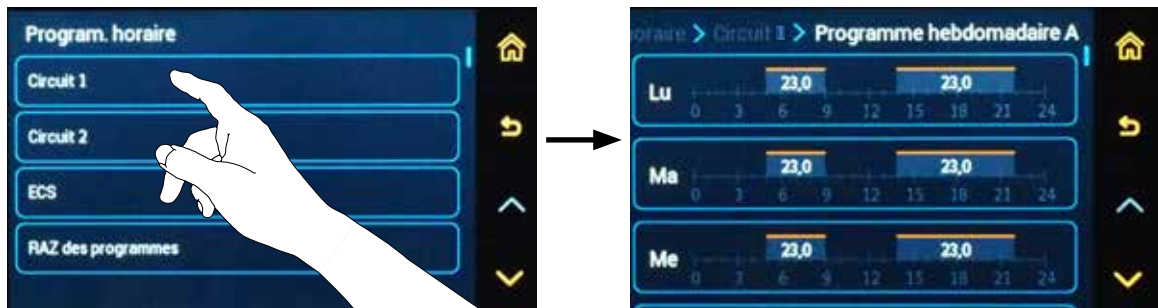 Program. horaire
Circuit 1
Circuit 2
ECS
RAZ des programmes
oraire > Circuit 1 > Programme hebdomadaire A
Lu 23,0 23,0
0 3 6 9 12 15 18 21 24
Ma 23,0 23,0
0 3 6 9 12 15 18 21 24
Me 23,0 23,0
0 3 6 9 12 15 18 21 24